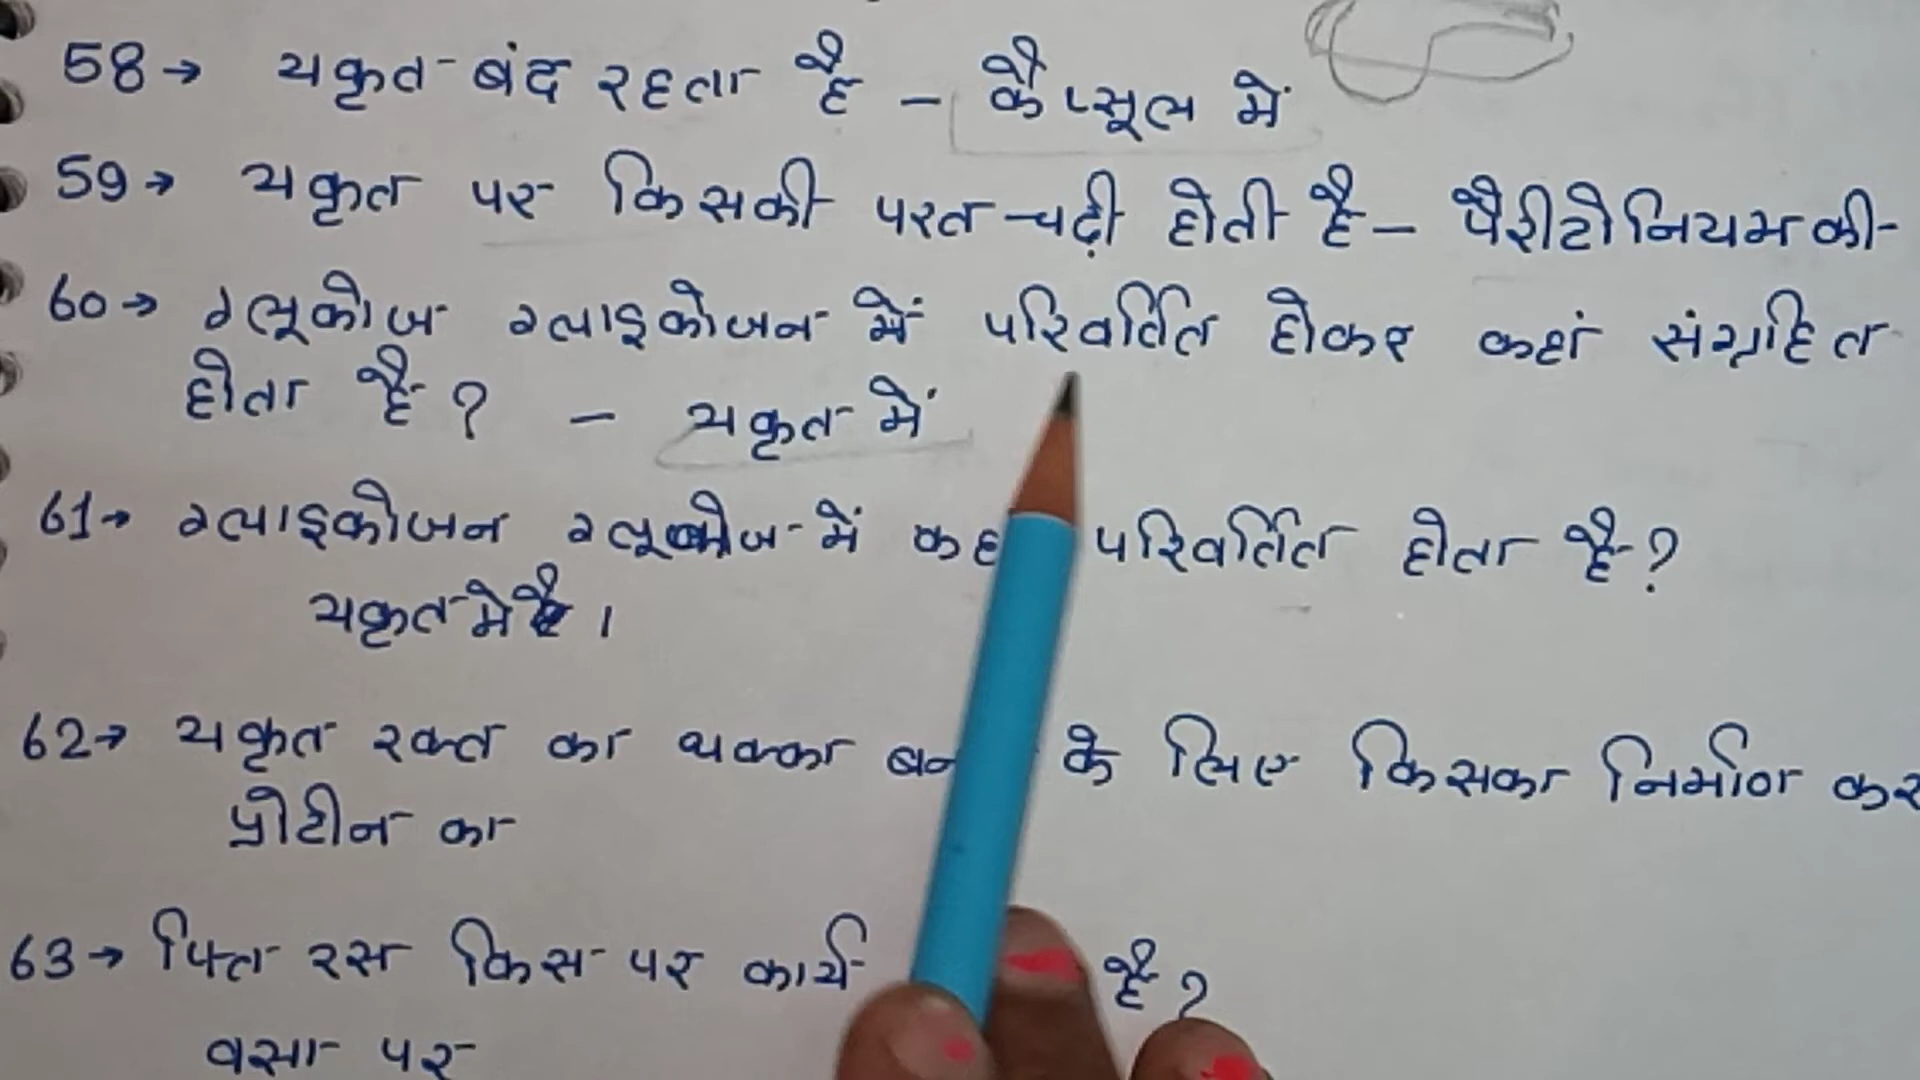 58→ यकृत बंद रहता है – कैप्सूल में
59→ यकृत पर किसकी परत चढ़ी होती है – पैरीटोनियम की
60→ ग्लूकोज ग्लाइकोजन में परिवर्तित होकर कहां संग्रहित
होता है? – यकृत में
61→ ग्लाइकोजन ग्लूकोज में परिवर्तित होता है?
यकृत में है।
62→ यकृत रक्त का थक्का के लिए किसका निर्माण कर
प्रोटीन का
63→ पित्त रस किस पर कार्य है?
वसा पर